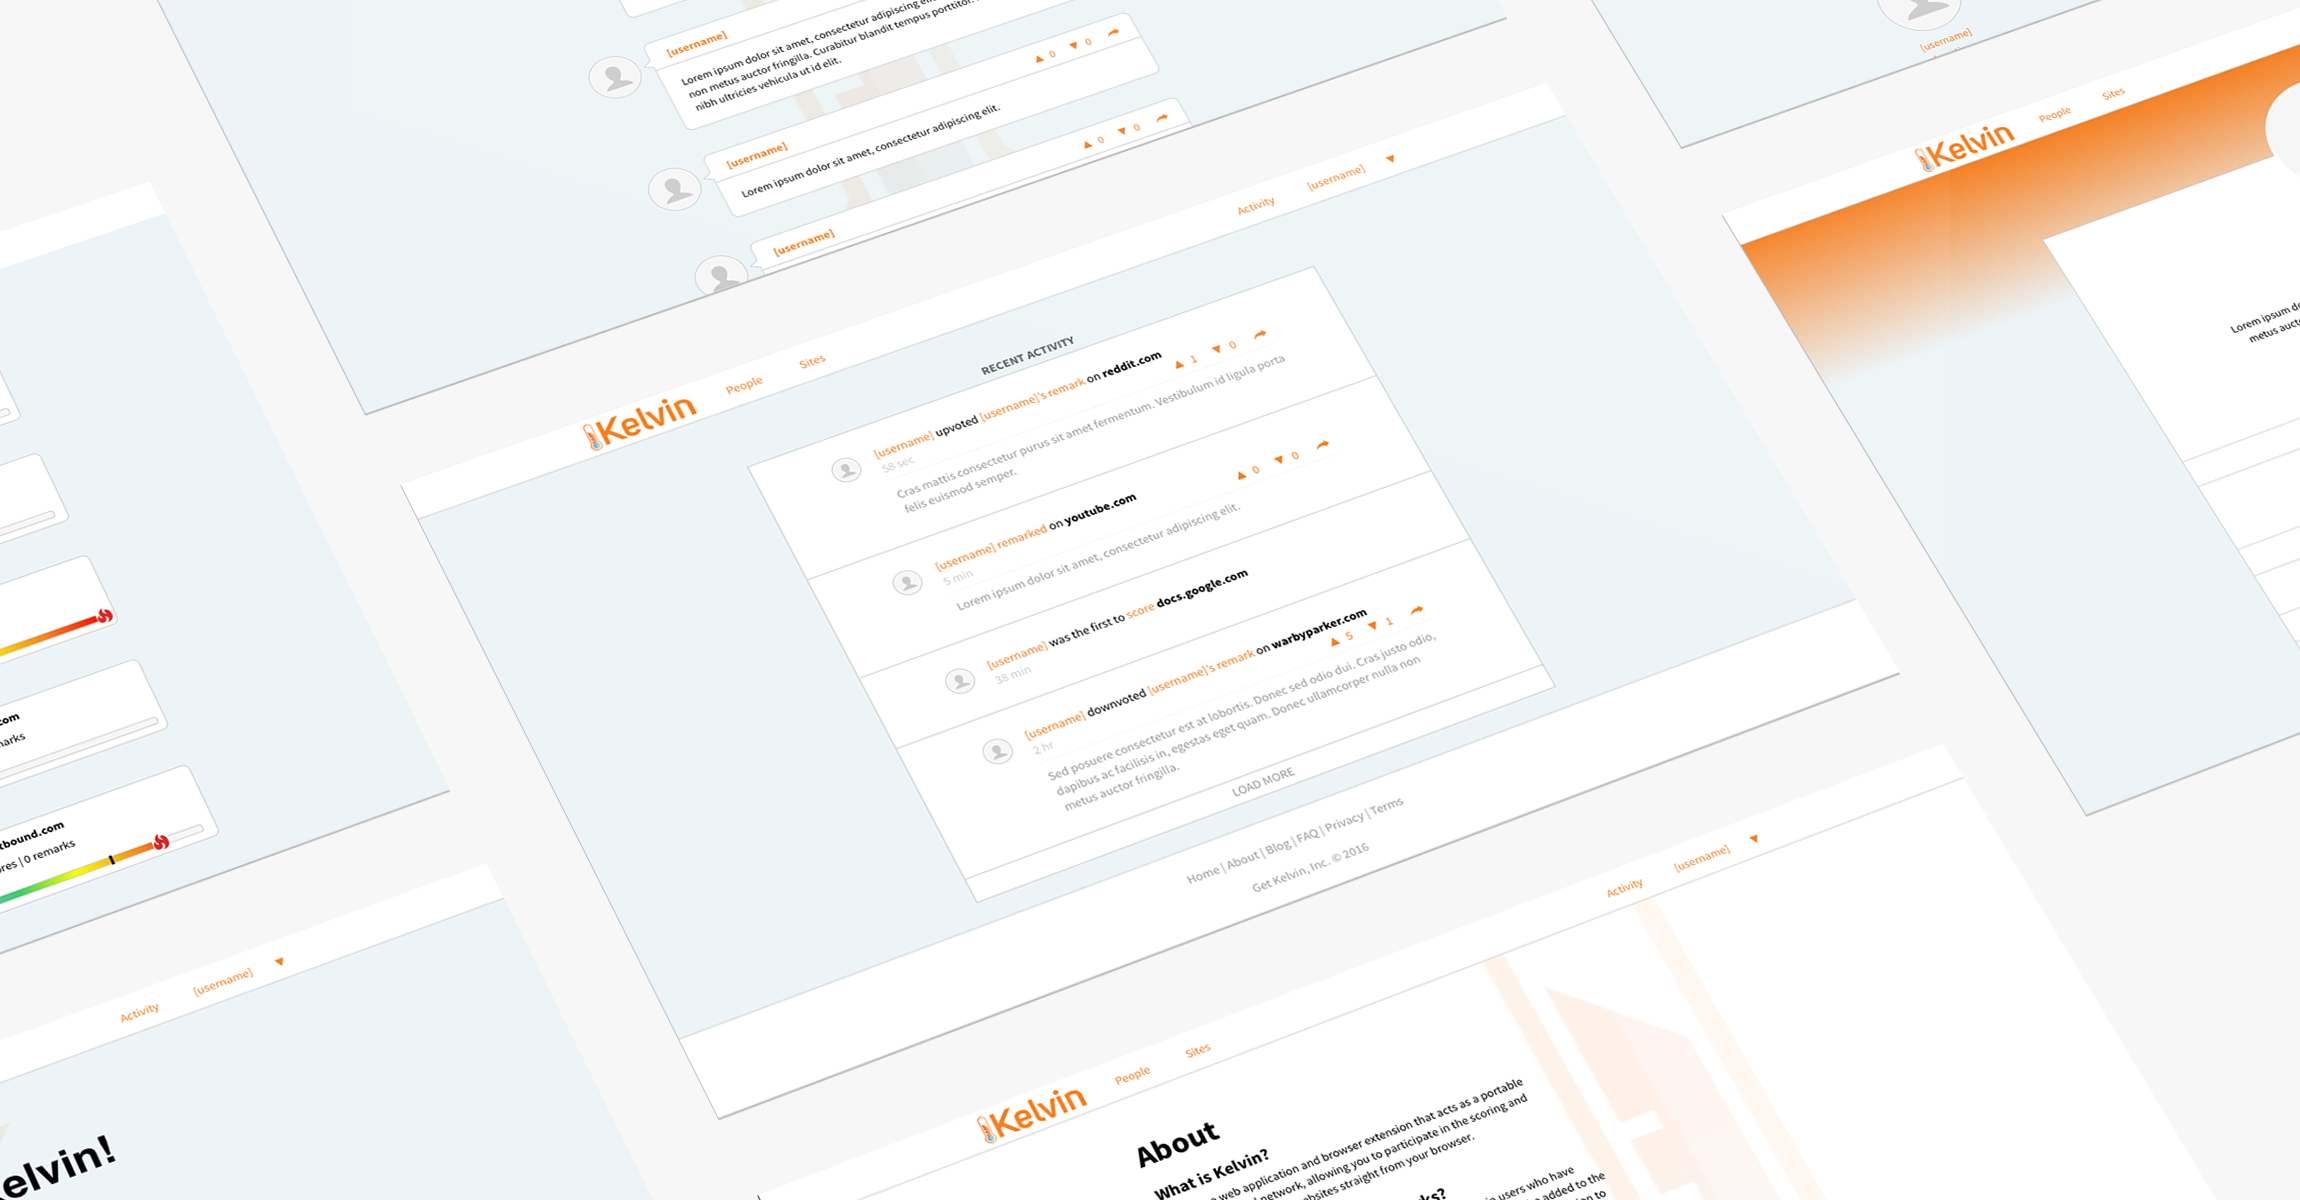 [username]
Lorem ipsum dolor sit amet, consectetur adipiscing
non metus auctor fringilla. Curabitur blandit tempus porttitor.
nibh ultricies vehicula ut id elit.
0 0
[username]
Lorem ipsum dolor sit amet, consectetur adipiscing elit.
0 0
[username]
[username]
Kelvin
People
Sites
Lorem ipsum
metus
Kelvin
People
Sites
Activity
[username]
RECENT ACTIVITY
[username] upvoted [username]'s remark on reddit.com
58 sec
1 0
Cras mattis consectetur purus sit amet fermentum. Vestibulum id ligula porta
felis euismod semper.
[username] remarked on youtube.com
5 min
0 0
Lorem ipsum dolor sit amet, consectetur adipiscing elit.
[username] was the first to score docs.google.com
38 min
[username] downvoted [username]'s remark on warbyparker.com
2 hr
5 1
Sed posuere consectetur est at lobortis. Donec sed odio dui. Cras justo odio,
dapibus ac facilisis in, egestas eget quam. Donec ullamcorper nulla non
metus auctor fringilla.
LOAD MORE
Home | About | Blog | FAQ | Privacy | Terms
Get Kelvin, Inc. © 2016
.com
arks
tbound.com
res | 0 remarks
Activity
[username]
elvin!
Kelvin
People
Sites
Activity
[username]
About
What is Kelvin?
web application and browser extension that acts as a portable
network, allowing you to participate in the scoring and
bsites straight from your browser.
ks?
users who have
added to the
to